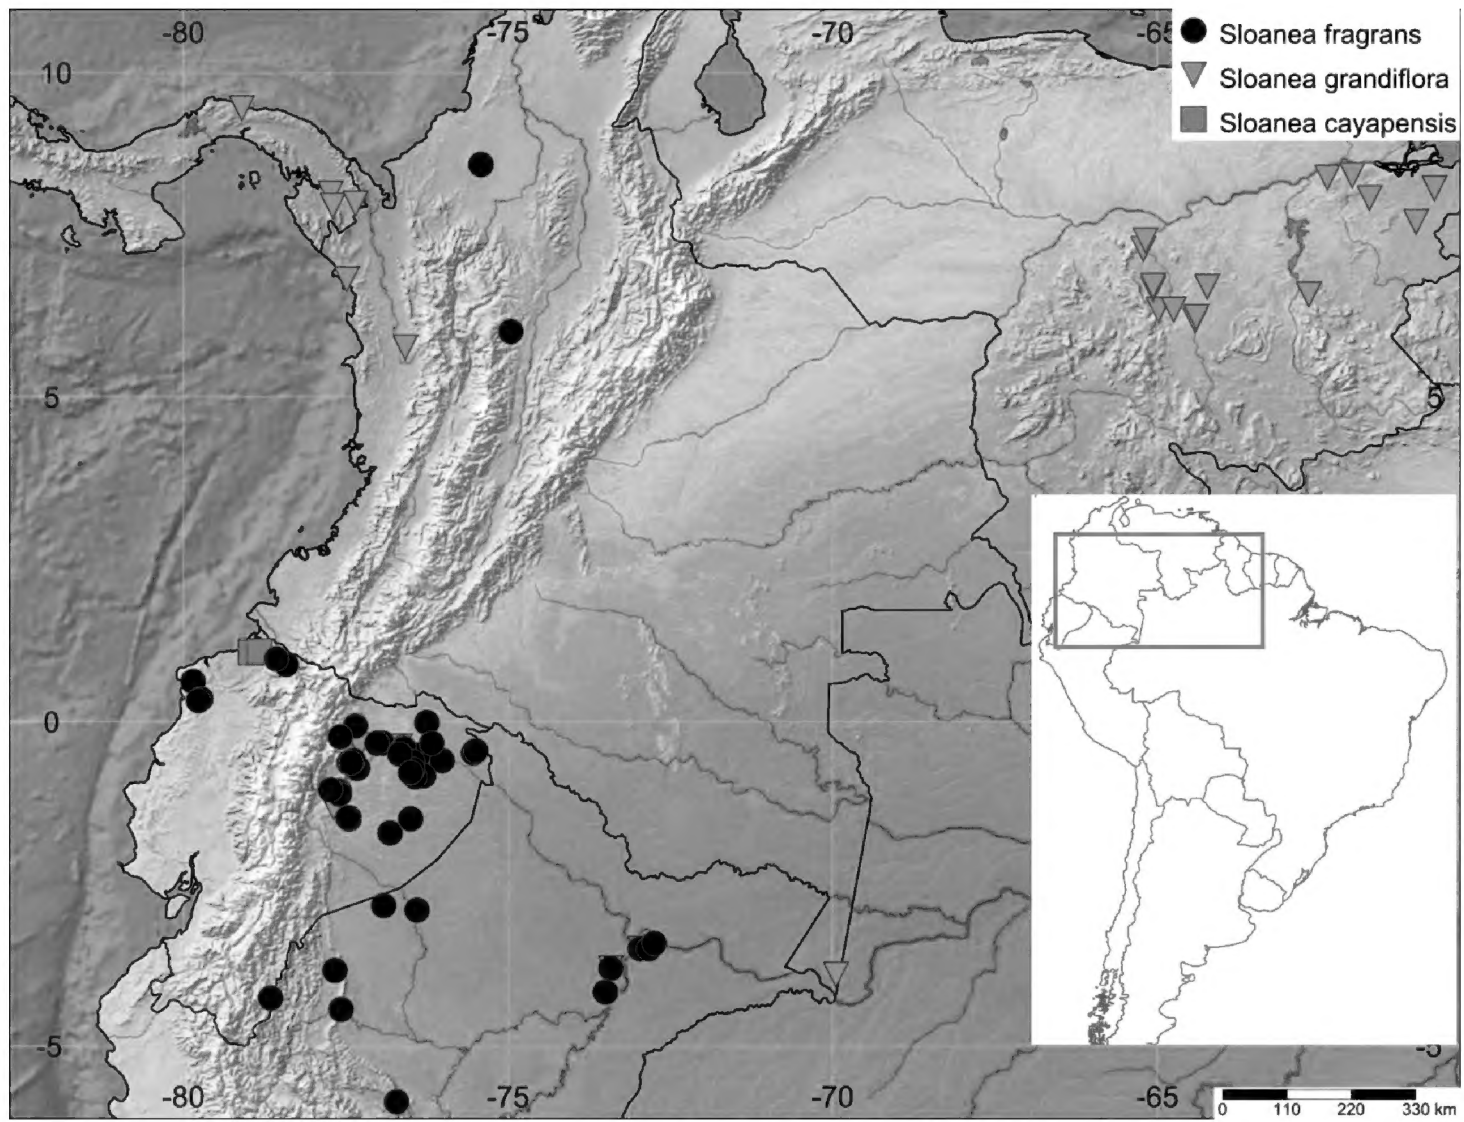 -80 -75 -70 -65
Sloanea fragrans
Sloanea grandiflora
Sloanea cayapensis
10
5 5
0
-5 -5
-80 -75 -70 -65
0 110 220 330 km